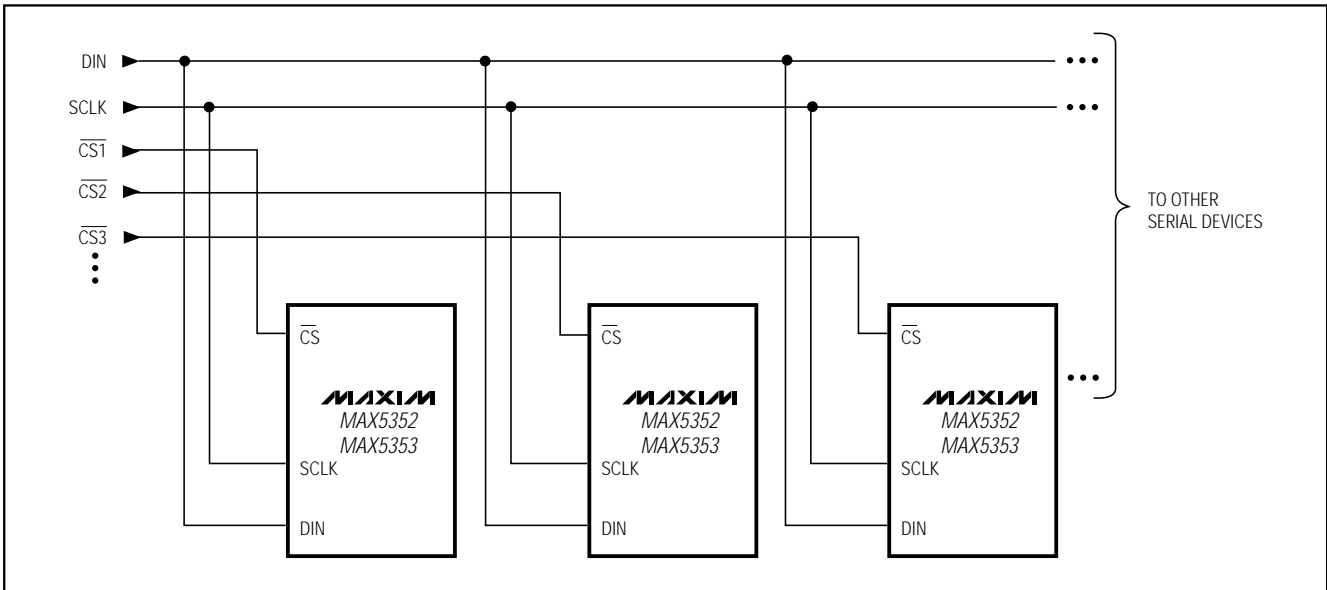 DIN
SCLK
CS1
CS2
CS3
TO OTHER
SERIAL DEVICES
CS
MAXIM
MAX5352
MAX5353
SCLK
DIN
CS
MAXIM
MAX5352
MAX5353
SCLK
DIN
CS
MAXIM
MAX5352
MAX5353
SCLK
DIN